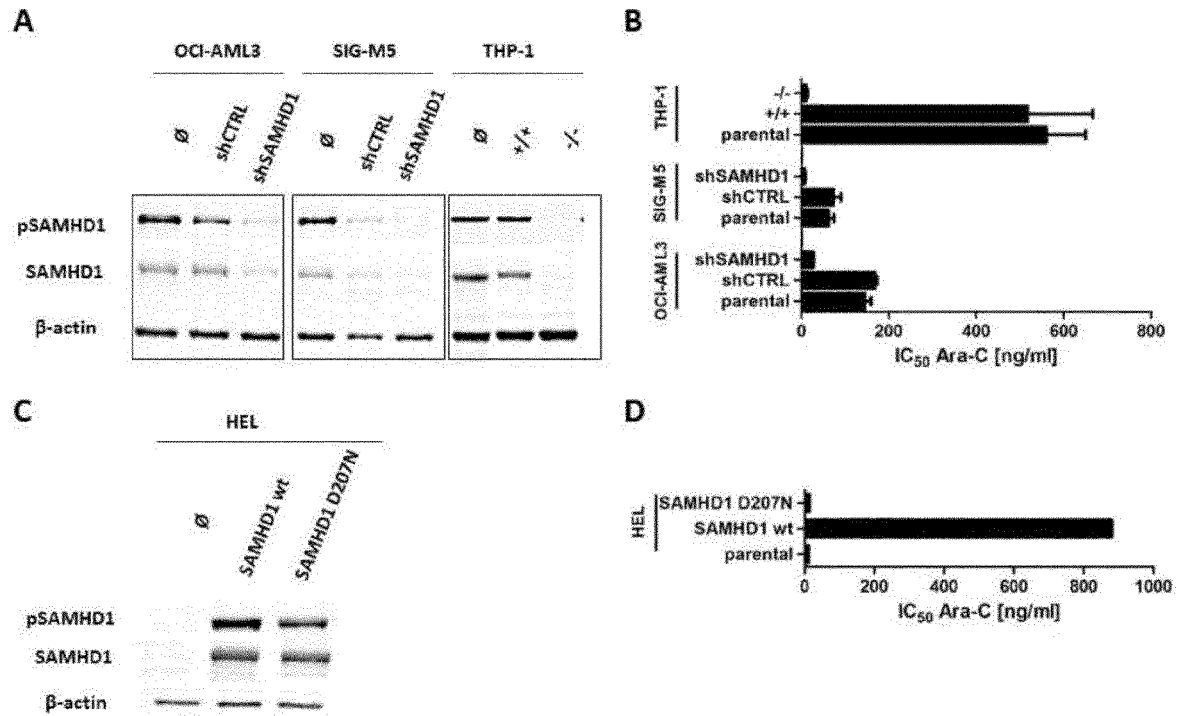 A
OCI-AML3 SIG-M5 THP-1
Ø shCTRL shSAMHD1 Ø shCTRL shSAMHD1 Ø +/+ -/-
pSAMHD1
SAMHD1
β-actin
B
THP-1
-/-
+/+
parental
SIG-M5
shSAMHD1
shCTRL
parental
OCI-AML3
shSAMHD1
shCTRL
parental
0 200 400 600 800
IC50 Ara-C [ng/ml]
C
HEL
Ø SAMHD1 wt SAMHD1 D207N
pSAMHD1
SAMHD1
β-actin
D
HEL
SAMHD1 D207N
SAMHD1 wt
parental
0 200 400 600 800 1000
IC50 Ara-C [ng/ml]